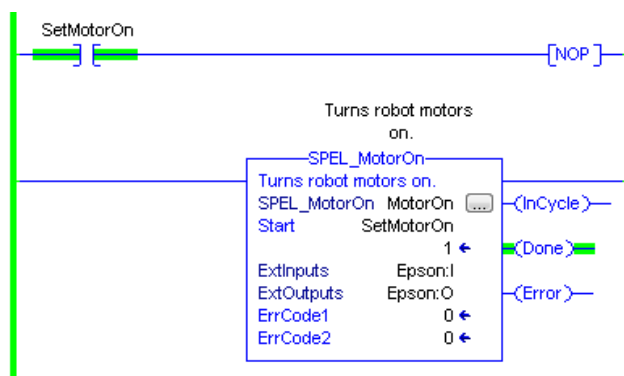 SetMotorOn
NOP
Turns robot motors
on.
SPEL_MotorOn
Turns robot motors on.
SPEL_MotorOn MotorOn ... InCycle
Start SetMotorOn
1 Done
ExtInputs Epson:I
ExtOutputs Epson:O Error
ErrCode1 0
ErrCode2 0